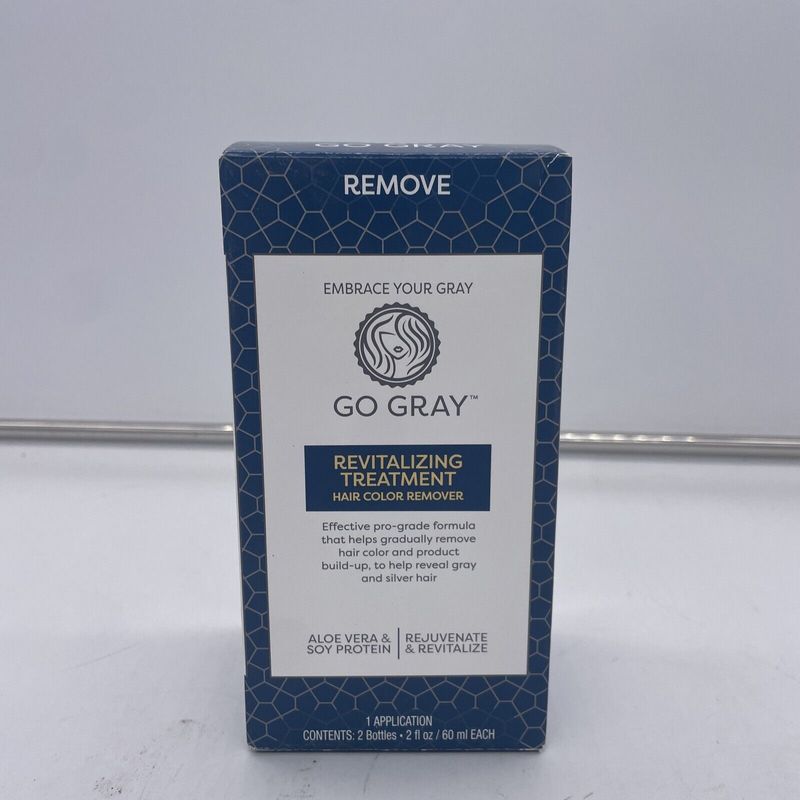 GO GRAY
REMOVE
EMBRACE YOUR GRAY
GO GRAY™
REVITALIZING
TREATMENT
HAIR COLOR REMOVER
Effective pro-grade formula
that helps gradually remove
hair color and product
build-up, to help reveal gray
and silver hair
ALOE VERA & | REJUVENATE
SOY PROTEIN | & REVITALIZE
1 APPLICATION
CONTENTS: 2 Bottles • 2 fl oz / 60 ml EACH